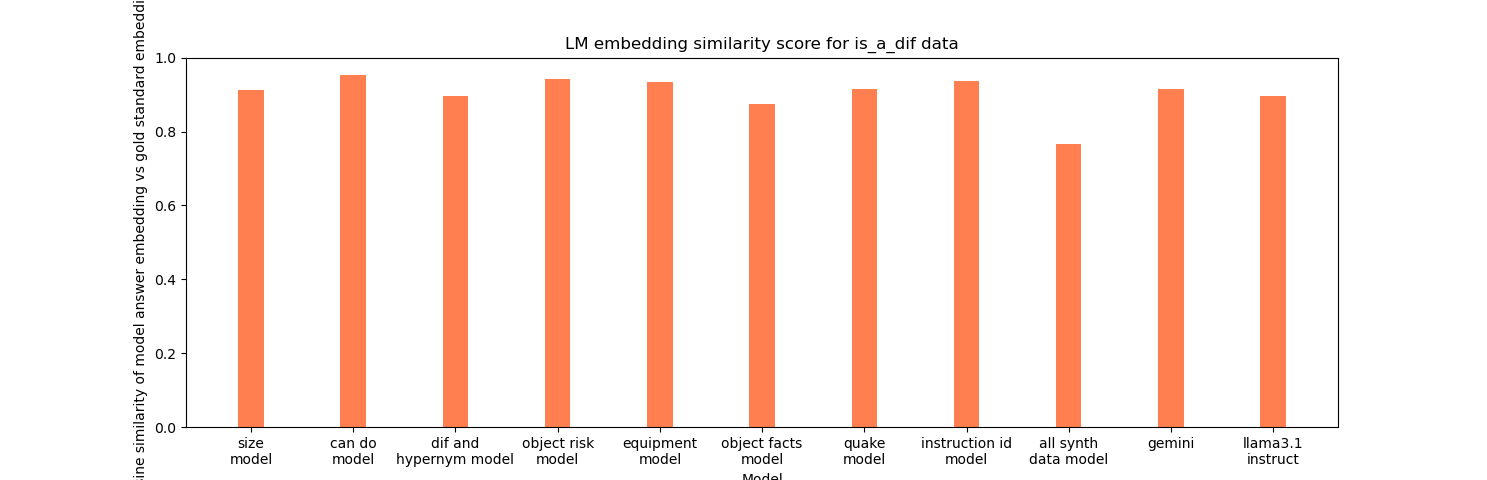 LM embedding similarity score for is_a_dif data
similarity of model answer embedding vs gold standard
1.0
0.8
0.6
0.4
0.2
0.0
size
model
can do
model
dif and
hypernym model
object risk
model
equipment
model
object facts
model
quake
model
instruction id
model
all synth
data model
gemini
llama3.1
instruct
Model